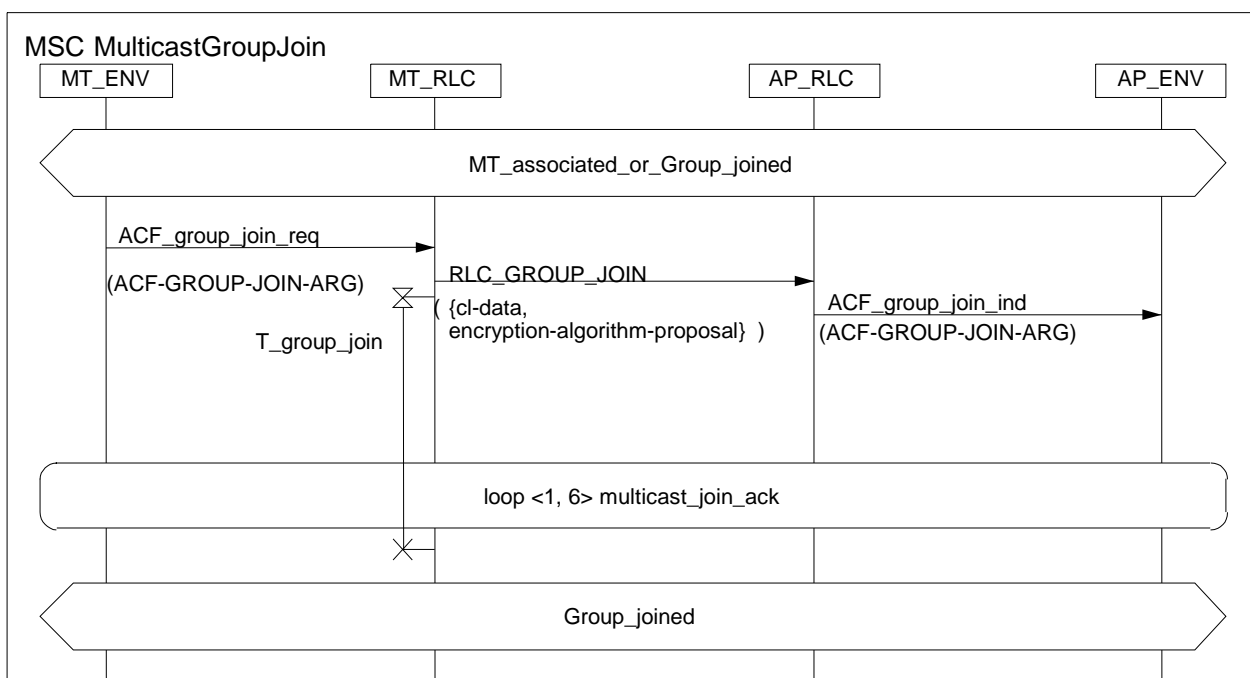 MSC MulticastGroupJoin
MT_ENV
MT_RLC
AP_RLC
AP_ENV
MT_associated_or_Group_joined
ACF_group_join_req
(ACF-GROUP-JOIN-ARG)
RLC_GROUP_JOIN
( {cl-data,
encryption-algorithm-proposal} )
ACF_group_join_ind
(ACF-GROUP-JOIN-ARG)
T_group_join
loop <1, 6> multicast_join_ack
Group_joined